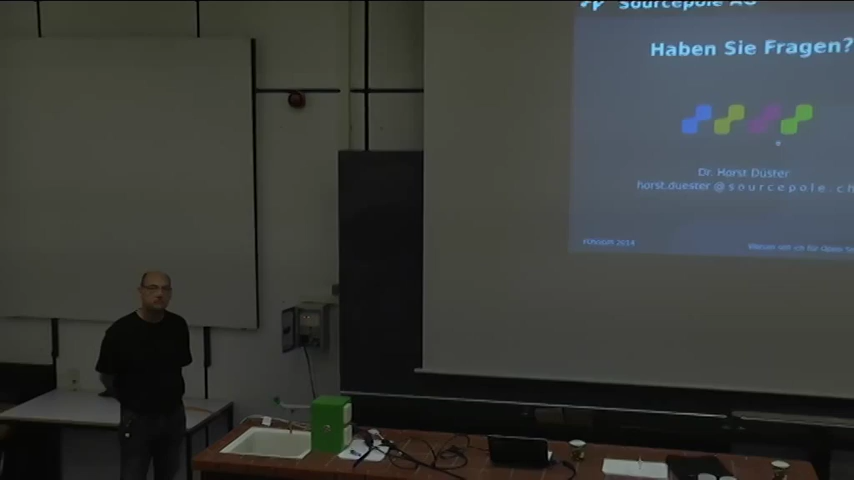 Sourcepole AG
Haben Sie Fragen?
Dr. Horst Düster
horst.duester@sourcepole.ch
FOSSGIS 2014